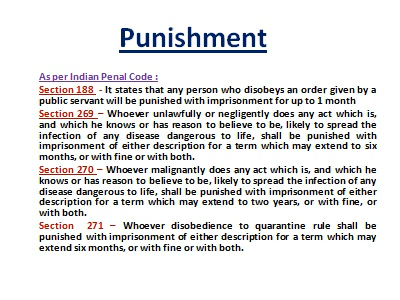 Punishment
As per Indian Penal Code :
Section 188 - It states that any person who disobeys an order given by a
public servant will be punished with imprisonment for up to 1 month
Section 269 – Whoever unlawfully or negligently does any act which is,
and which he knows or has reason to believe to be, likely to spread the
infection of any disease dangerous to life, shall be punished with
imprisonment of either description for a term which may extend to six
months, or with fine or with both.
Section 270 – Whoever malignantly does any act which is, and which he
knows or has reason to believe to be, likely to spread the infection of any
disease dangerous to life, shall be punished with imprisonment of either
description for a term which may extend to two years, or with fine, or
with both.
Section 271 – Whoever disobedience to quarantine rule shall be
punished with imprisonment of either description for a term which may
extend six months, or with fine or with both.